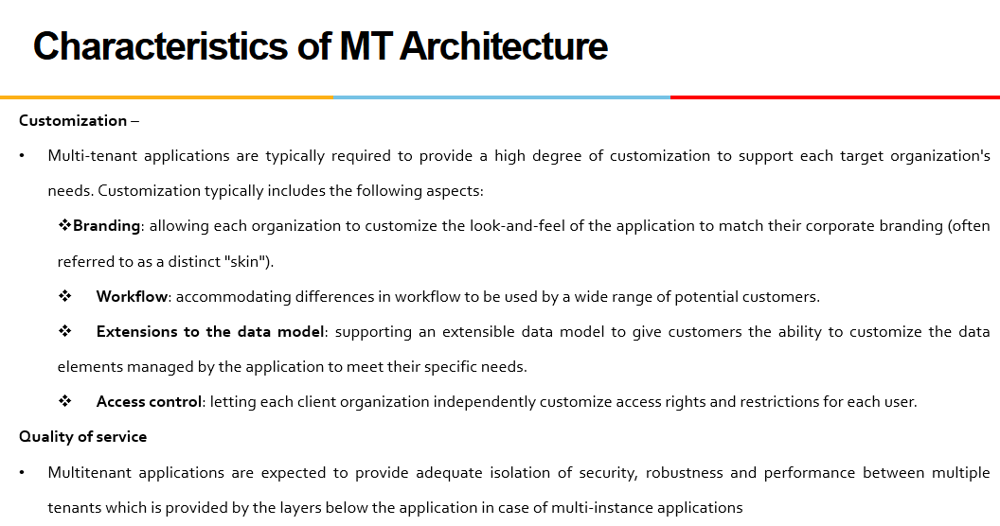 Characteristics of MT Architecture
Customization –
• Multi-tenant applications are typically required to provide a high degree of customization to support each target organization's
needs. Customization typically includes the following aspects:
❖Branding: allowing each organization to customize the look-and-feel of the application to match their corporate branding (often
referred to as a distinct "skin").
❖ Workflow: accommodating differences in workflow to be used by a wide range of potential customers.
❖ Extensions to the data model: supporting an extensible data model to give customers the ability to customize the data
elements managed by the application to meet their specific needs.
❖ Access control: letting each client organization independently customize access rights and restrictions for each user.
Quality of service
• Multitenant applications are expected to provide adequate isolation of security, robustness and performance between multiple
tenants which is provided by the layers below the application in case of multi-instance applications